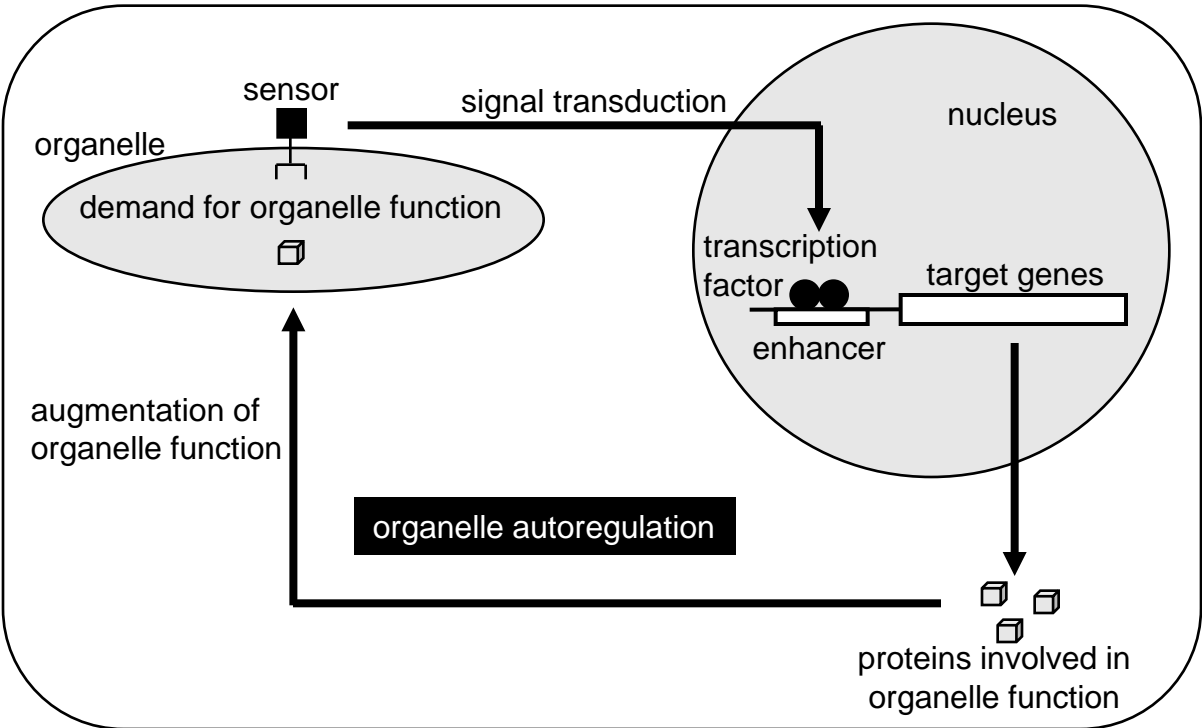 sensor
signal transduction
nucleus
organelle
demand for organelle function
transcription
factor
target genes
enhancer
augmentation of
organelle function
organelle autoregulation
proteins involved in
organelle function